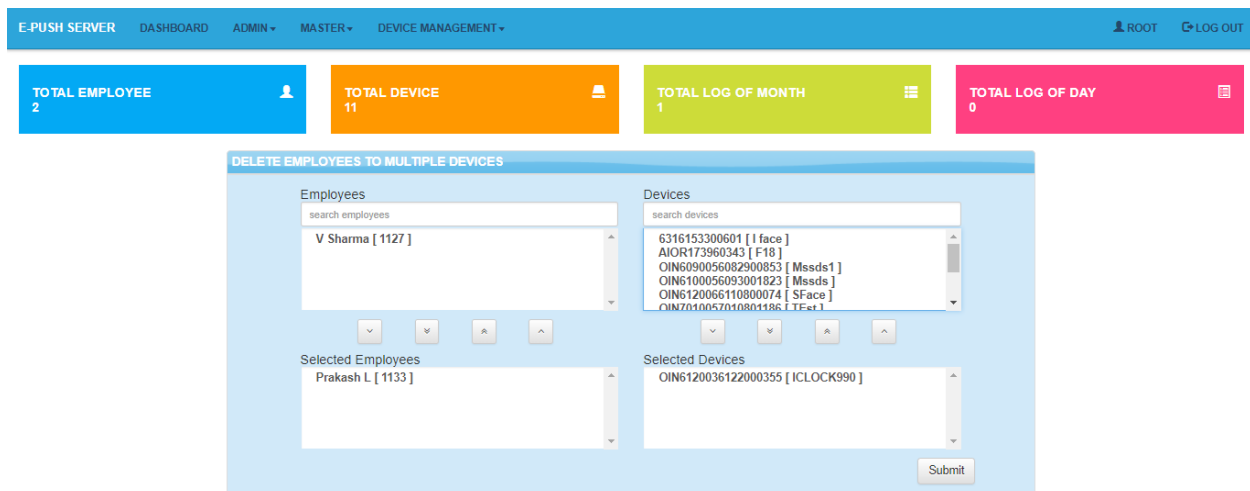 E-PUSH SERVER DASHBOARD ADMIN MASTER DEVICE MANAGEMENT ROOT LOG OUT
TOTAL EMPLOYEE
2
TOTAL DEVICE
11
TOTAL LOG OF MONTH
1
TOTAL LOG OF DAY
0
DELETE EMPLOYEES TO MULTIPLE DEVICES
Employees
search employees
V Sharma [ 1127 ]
Selected Employees
Prakash L [ 1133 ]
Devices
search devices
6316153300601 [ I face ]
AIOR173960343 [ F18 ]
OIN6090056082900853 [ Mssds1 ]
OIN6100056093001823 [ Mssds ]
OIN6120066110800074 [ SFace ]
OIN7010057010801186 [ TEst ]
Selected Devices
OIN6120036122000355 [ ICLOCK990 ]
Submit